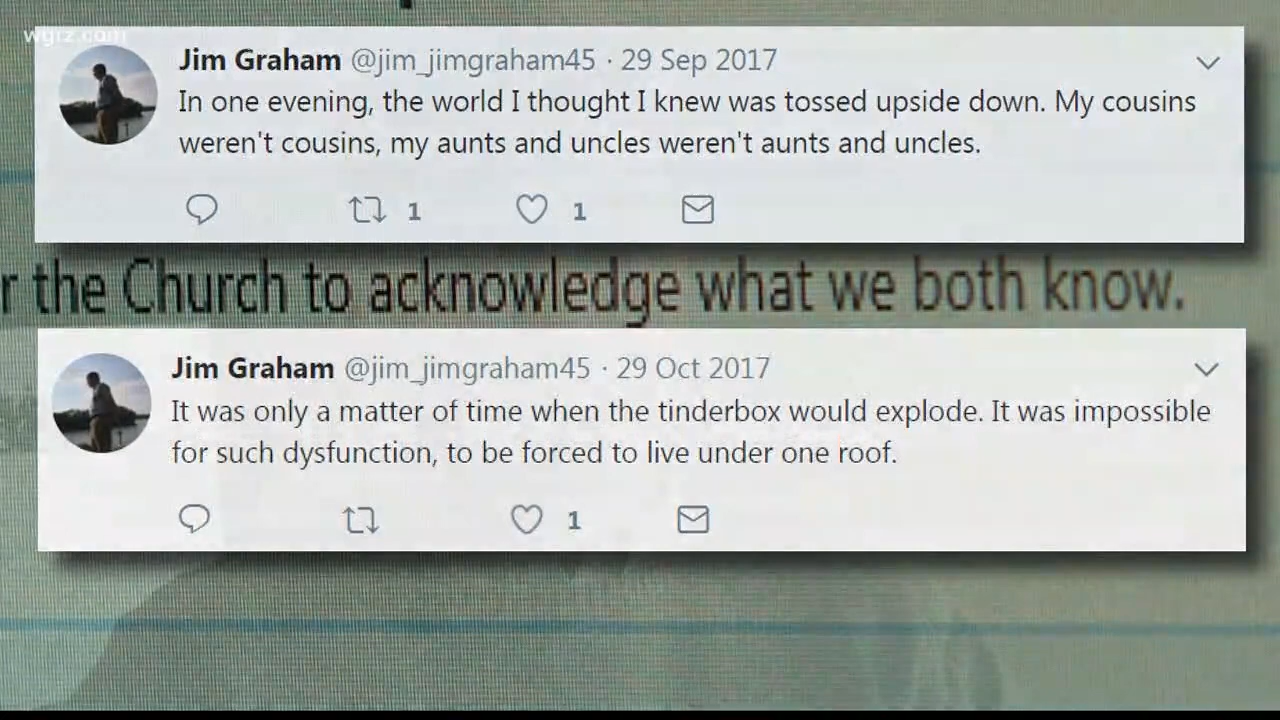 wgrz.com
Jim Graham @jim_jimgraham45 · 29 Sep 2017
In one evening, the world I thought I knew was tossed upside down. My cousins
weren't cousins, my aunts and uncles weren't aunts and uncles.
1 1
r the Church to acknowledge what we both know.
Jim Graham @jim_jimgraham45 · 29 Oct 2017
It was only a matter of time when the tinderbox would explode. It was impossible
for such dysfunction, to be forced to live under one roof.
1